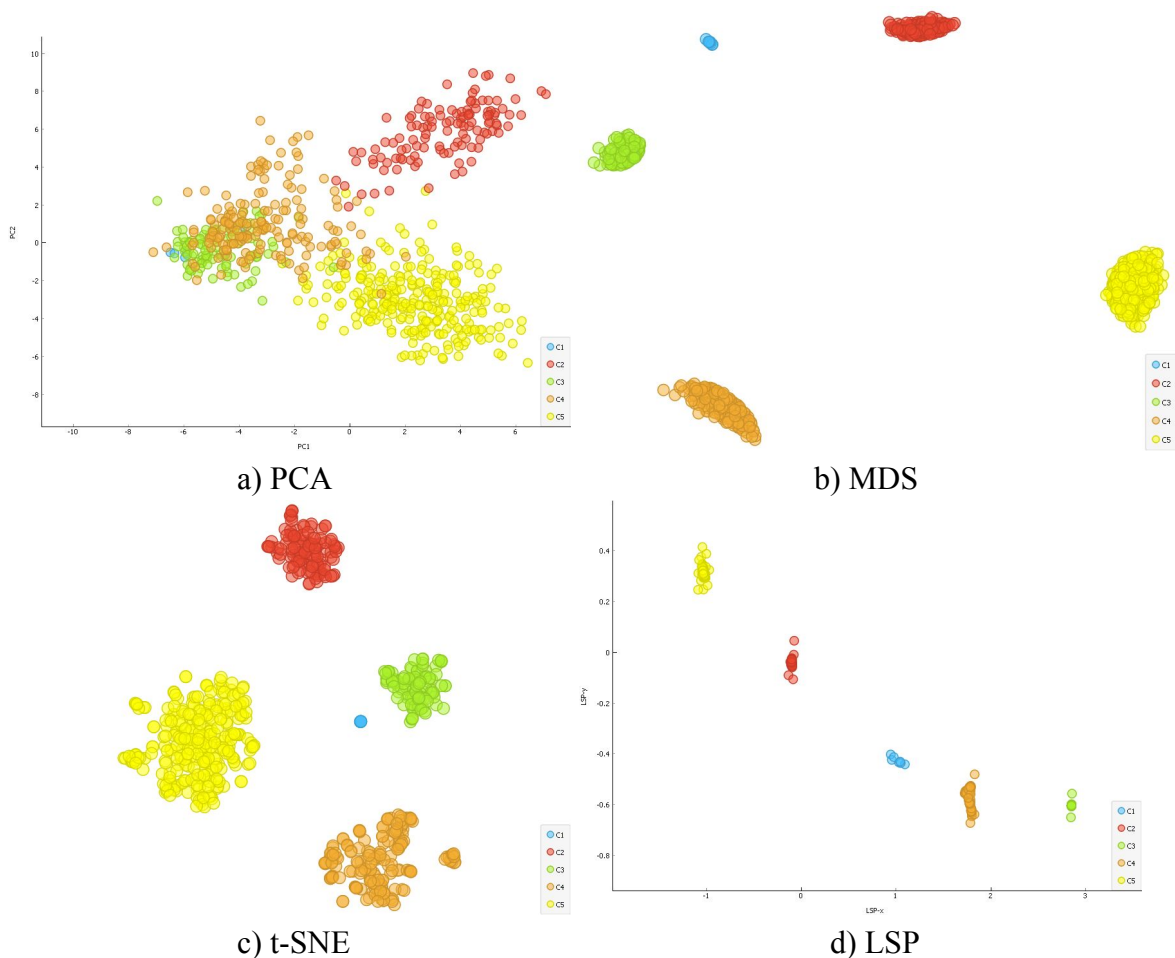 10
8
6
4
2
0
-2
-4
-6
-8
PC2
-10
-8
-6
-4
-2
0
2
4
6
PC1
C1
C2
C3
C4
C5
a) PCA
C1
C2
C3
C4
C5
b) MDS
C1
C2
C3
C4
C5
c) t-SNE
0.4
0.2
0
-0.2
-0.4
-0.6
-0.8
LSP-y
-1
0
1
2
3
LSP-x
C1
C2
C3
C4
C5
d) LSP